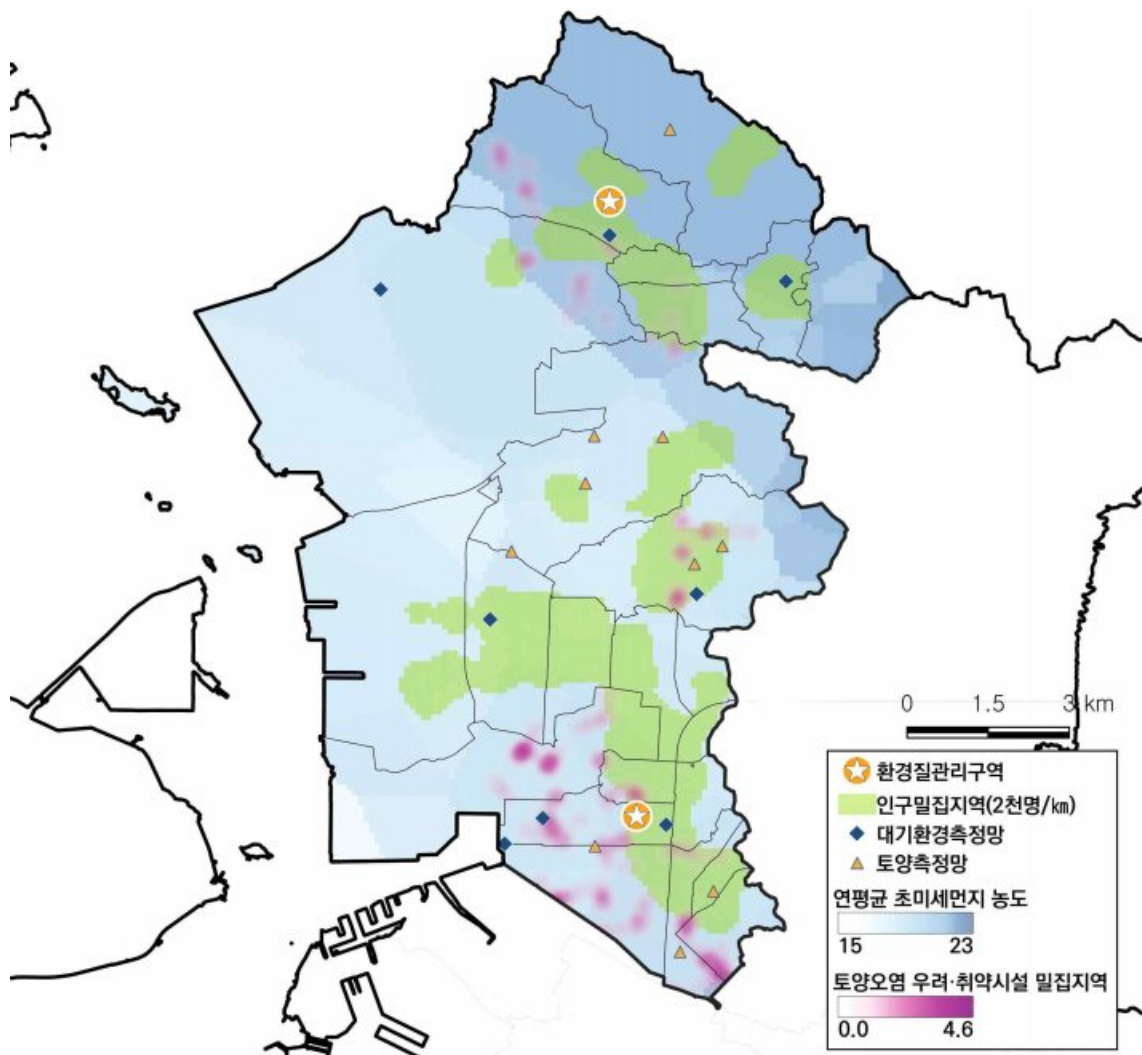 0 1.5 3 km
환경질관리구역
인구밀집지역(2천명/㎞)
대기환경측정망
토양측정망
연평균 초미세먼지 농도
15 23
토양오염 우려·취약시설 밀집지역
0.0 4.6